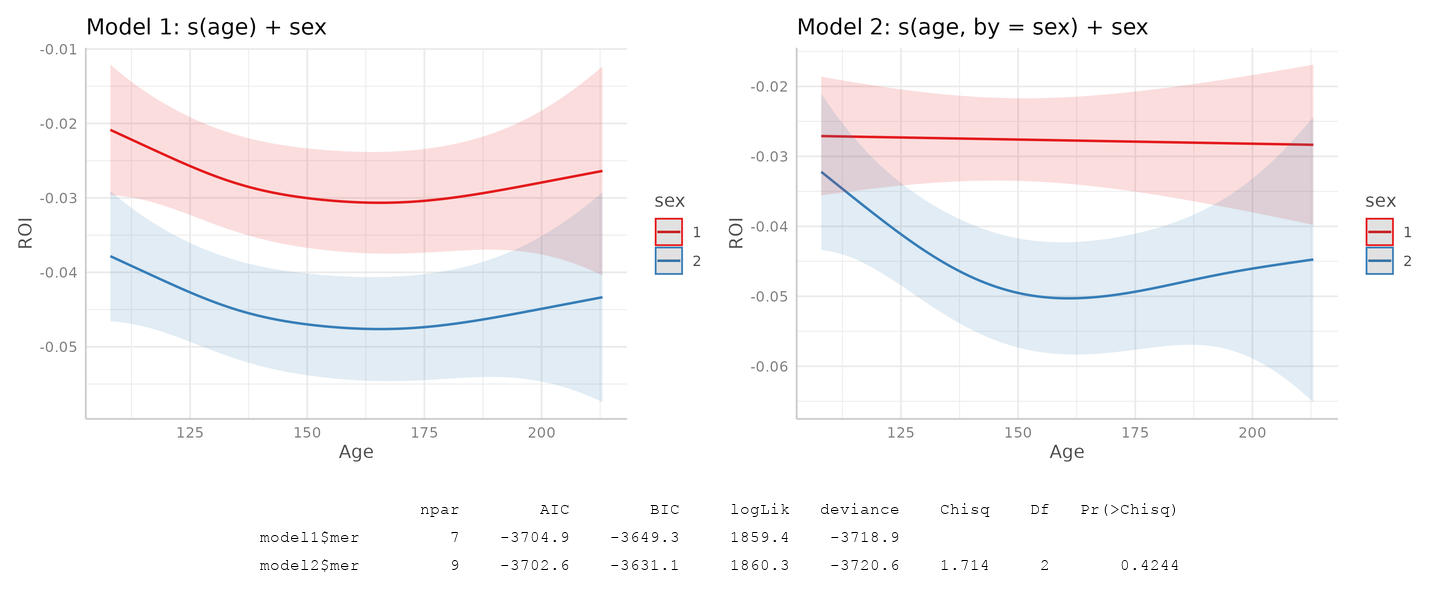 Model 1: s(age) + sex
-0.01
-0.02
-0.03
-0.04
-0.05
ROI
125 150 175 200
Age
sex
1
2
Model 2: s(age, by = sex) + sex
-0.02
-0.03
-0.04
-0.05
-0.06
ROI
125 150 175 200
Age
sex
1
2
npar AIC BIC logLik deviance Chisq Df Pr(>Chisq)
model1$mer 7 -3704.9 -3649.3 1859.4 -3718.9
model2$mer 9 -3702.6 -3631.1 1860.3 -3720.6 1.714 2 0.4244